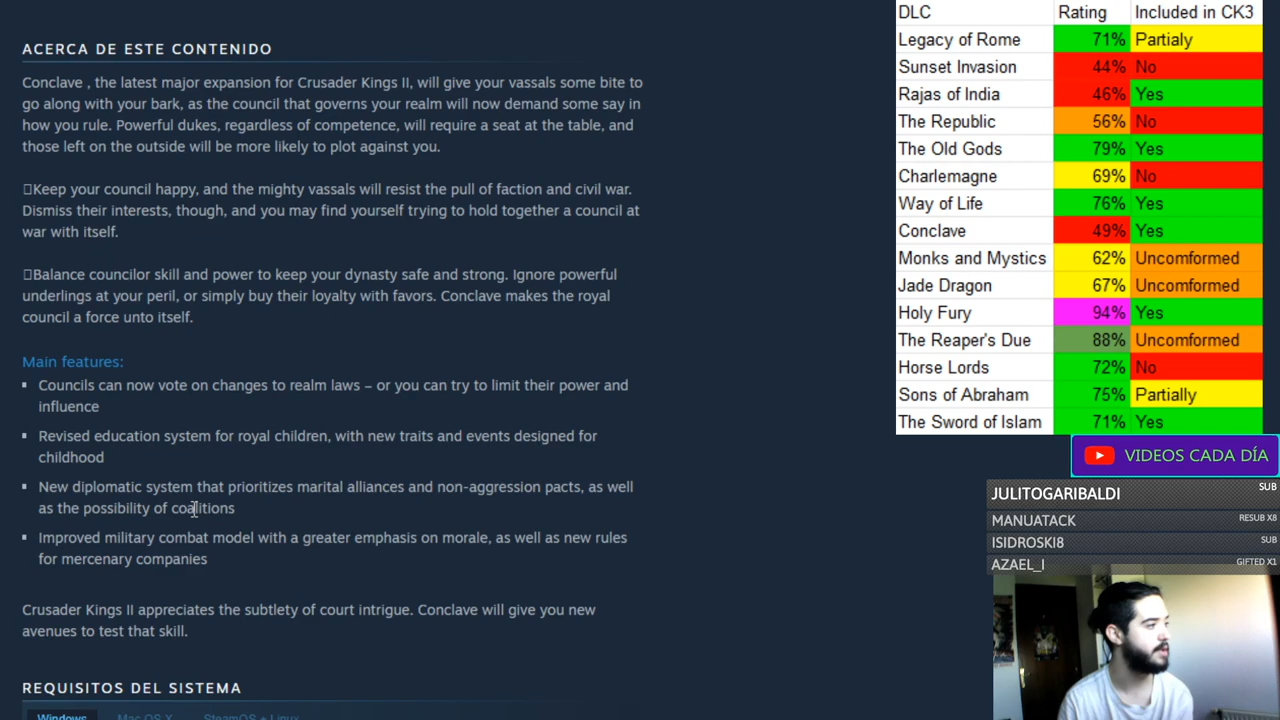 ACERCA DE ESTE CONTENIDO
Conclave , the latest major expansion for Crusader Kings II, will give your vassals some bite to
go along with your bark, as the council that governs your realm will now demand some say in
how you rule. Powerful dukes, regardless of competence, will require a seat at the table, and
those left on the outside will be more likely to plot against you.
Keep your council happy, and the mighty vassals will resist the pull of faction and civil war.
Dismiss their interests, though, and you may find yourself trying to hold together a council at
war with itself.
Balance councilor skill and power to keep your dynasty safe and strong. Ignore powerful
underlings at your peril, or simply buy their loyalty with favors. Conclave makes the royal
council a force unto itself.
Main features:
Councils can now vote on changes to realm laws – or you can try to limit their power and
influence
Revised education system for royal children, with new traits and events designed for
childhood
New diplomatic system that prioritizes marital alliances and non-aggression pacts, as well
as the possibility of coalitions
Improved military combat model with a greater emphasis on morale, as well as new rules
for mercenary companies
Crusader Kings II appreciates the subtlety of court intrigue. Conclave will give you new
avenues to test that skill.
REQUISITOS DEL SISTEMA
Windows Mac OS X SteamOS + Linux
DLC Rating Included in CK3
Legacy of Rome 71% Partialy
Sunset Invasion 44% No
Rajas of India 46% Yes
The Republic 56% No
The Old Gods 79% Yes
Charlemagne 69% No
Way of Life 76% Yes
Conclave 49% Yes
Monks and Mystics 62% Uncomformed
Jade Dragon 67% Uncomformed
Holy Fury 94% Yes
The Reaper's Due 88% Uncomformed
Horse Lords 72% No
Sons of Abraham 75% Partially
The Sword of Islam 71% Yes
VIDEOS CADA DÍA
JULITOGARIBALDI SUB
MANUATACK RESUB X8
ISIDROSKI8 SUB
AZAEL_I GIFTED X1